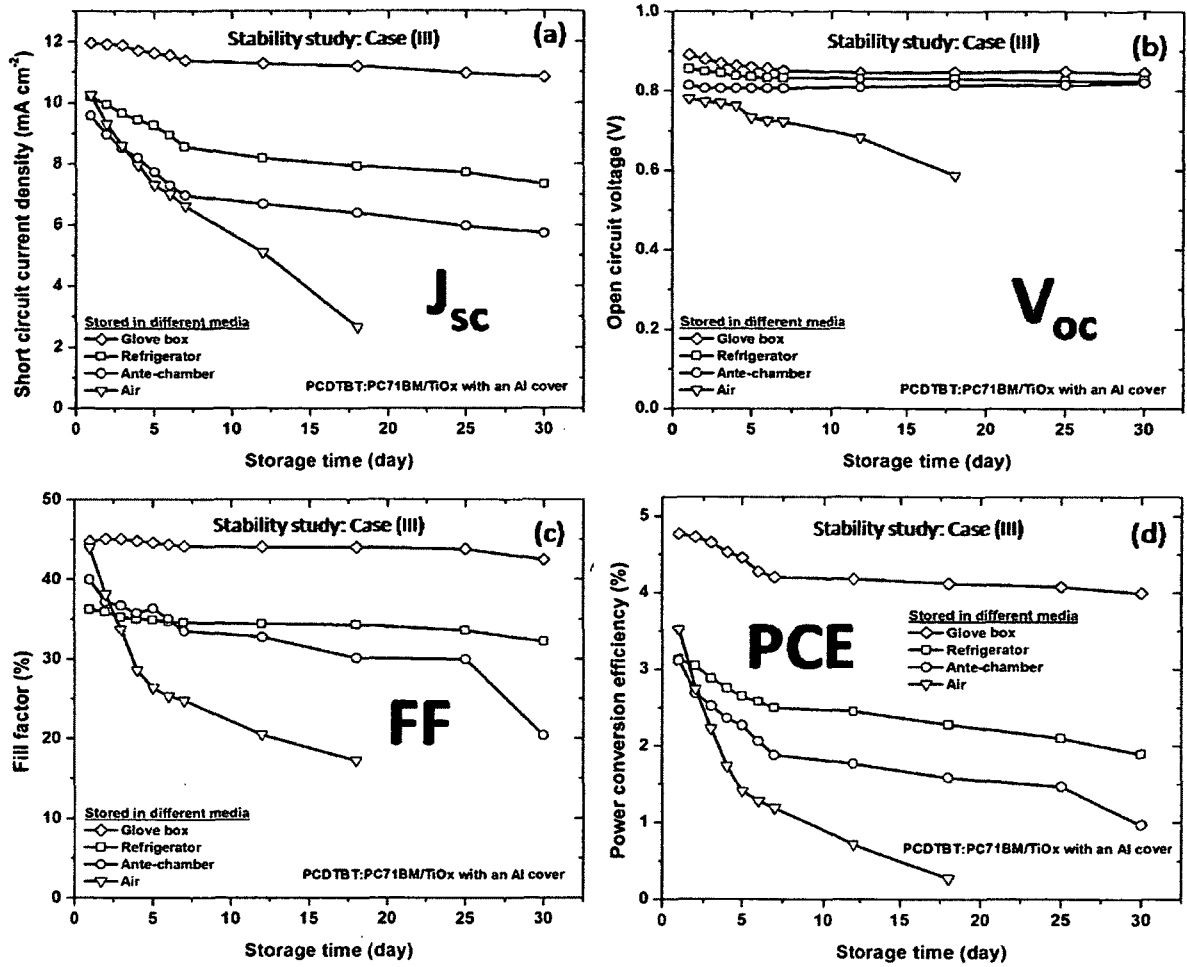 Stability study: Case (III)
(a)
Short circuit current density (mA cm-2)
12
10
8
6
4
2
0
Jsc
Stored in different media
Glove box
Refrigerator
Ante-chamber
Air
PCDTBT:PC71BM/TiOx with an Al cover
0 5 10 15 20 25 30
Storage time (day)
Stability study: Case (III)
(b)
Open circuit voltage (V)
1.0
0.8
0.6
0.4
0.2
0.0
Voc
Stored in different media
Glove box
Refrigerator
Ante-chamber
Air
PCDTBT:PC71BM/TiOx with an Al cover
0 5 10 15 20 25 30
Storage time (day)
Stability study: Case (III)
(c)
Fill factor (%)
50
40
30
20
10
0
FF
Stored in different media
Glove box
Refrigerator
Ante-chamber
Air
PCDTBT:PC71BM/TiOx with an Al cover
0 5 10 15 20 25 30
Storage time (day)
Stability study: Case (III)
(d)
Power conversion efficiency (%)
5
4
3
2
1
0
PCE
Stored in different media
Glove box
Refrigerator
Ante-chamber
Air
PCDTBT:PC71BM/TiOx with an Al cover
0 5 10 15 20 25 30
Storage time (day)